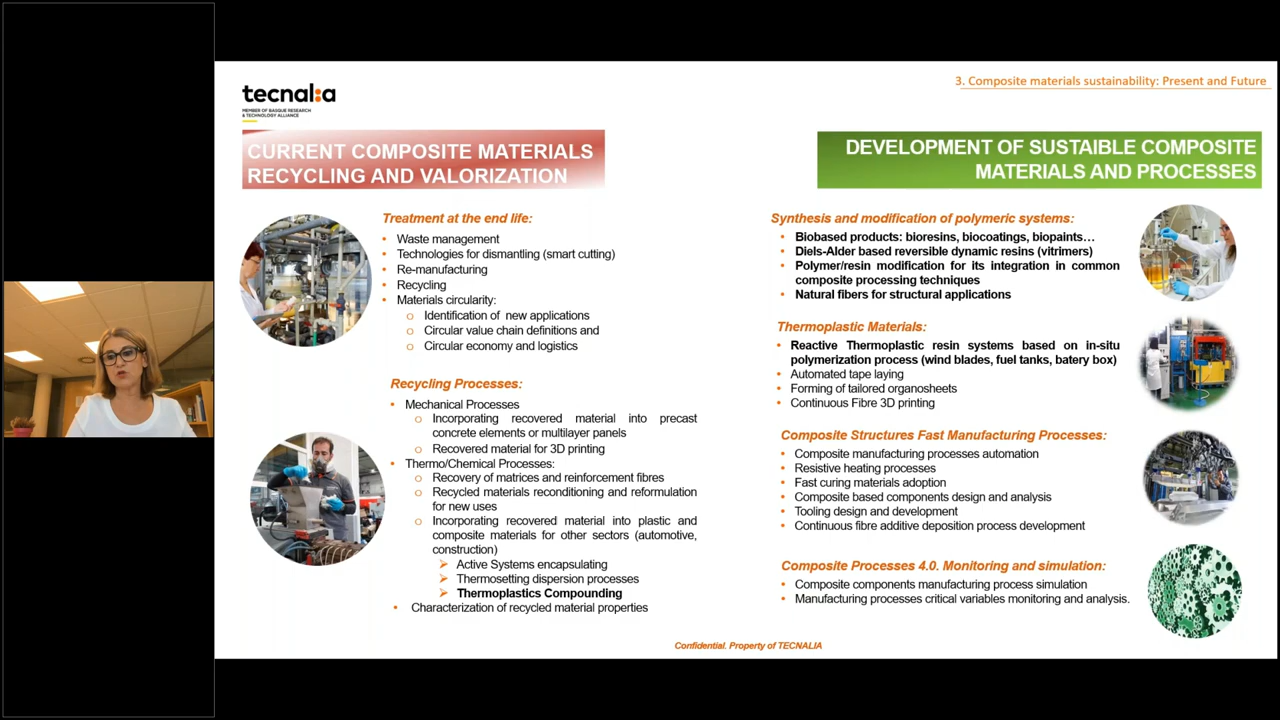 3. Composite materials sustainability: Present and Future
tecnal:a
MEMBER OF BASQUE RESEARCH
& TECHNOLOGY ALLIANCE
CURRENT COMPOSITE MATERIALS
RECYCLING AND VALORIZATION
Treatment at the end life:
• Waste management
• Technologies for dismantling (smart cutting)
• Re-manufacturing
• Recycling
• Materials circularity:
o Identification of new applications
o Circular value chain definitions and
o Circular economy and logistics
Recycling Processes:
• Mechanical Processes
o Incorporating recovered material into precast
concrete elements or multilayer panels
o Recovered material for 3D printing
• Thermo/Chemical Processes:
o Recovery of matrices and reinforcement fibres
o Recycled materials reconditioning and reformulation
for new uses
o Incorporating recovered material into plastic and
composite materials for other sectors (automotive,
construction)
➢ Active Systems encapsulating
➢ Thermosetting dispersion processes
➢ Thermoplastics Compounding
• Characterization of recycled material properties
DEVELOPMENT OF SUSTAIBLE COMPOSITE
MATERIALS AND PROCESSES
Synthesis and modification of polymeric systems:
• Biobased products: bioresins, biocoatings, biopaints…
• Diels-Alder based reversible dynamic resins (vitrimers)
• Polymer/resin modification for its integration in common
composite processing techniques
• Natural fibers for structural applications
Thermoplastic Materials:
• Reactive Thermoplastic resin systems based on in-situ
polymerization process (wind blades, fuel tanks, batery box)
• Automated tape laying
• Forming of tailored organosheets
• Continuous Fibre 3D printing
Composite Structures Fast Manufacturing Processes:
• Composite manufacturing processes automation
• Resistive heating processes
• Fast curing materials adoption
• Composite based components design and analysis
• Tooling design and development
• Continuous fibre additive deposition process development
Composite Processes 4.0. Monitoring and simulation:
• Composite components manufacturing process simulation
• Manufacturing processes critical variables monitoring and analysis.
Confidential. Property of TECNALIA